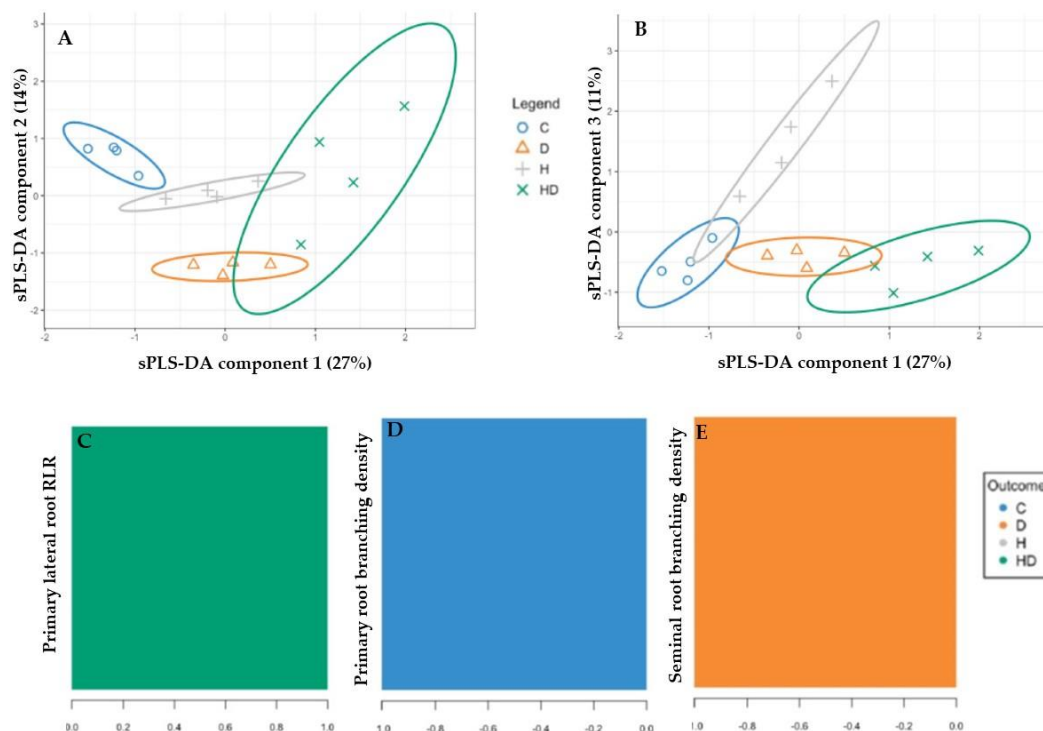 A
sPLS-DA component 2 (14%)
3
2
1
0
-1
-2
-2
-1
0
1
2
sPLS-DA component 1 (27%)
Legend
C
D
H
HD
B
sPLS-DA component 3 (11%)
3
2
1
0
-1
-2
-1
0
1
2
sPLS-DA component 1 (27%)
C
Primary lateral root RLR
0.0
0.2
0.4
0.6
0.8
1.0
D
Primary root branching density
1.0
-0.8
-0.6
-0.4
-0.2
0.0
E
Seminal root branching density
1.0
-0.8
-0.6
-0.4
-0.2
0.0
Outcome
C
D
H
HD